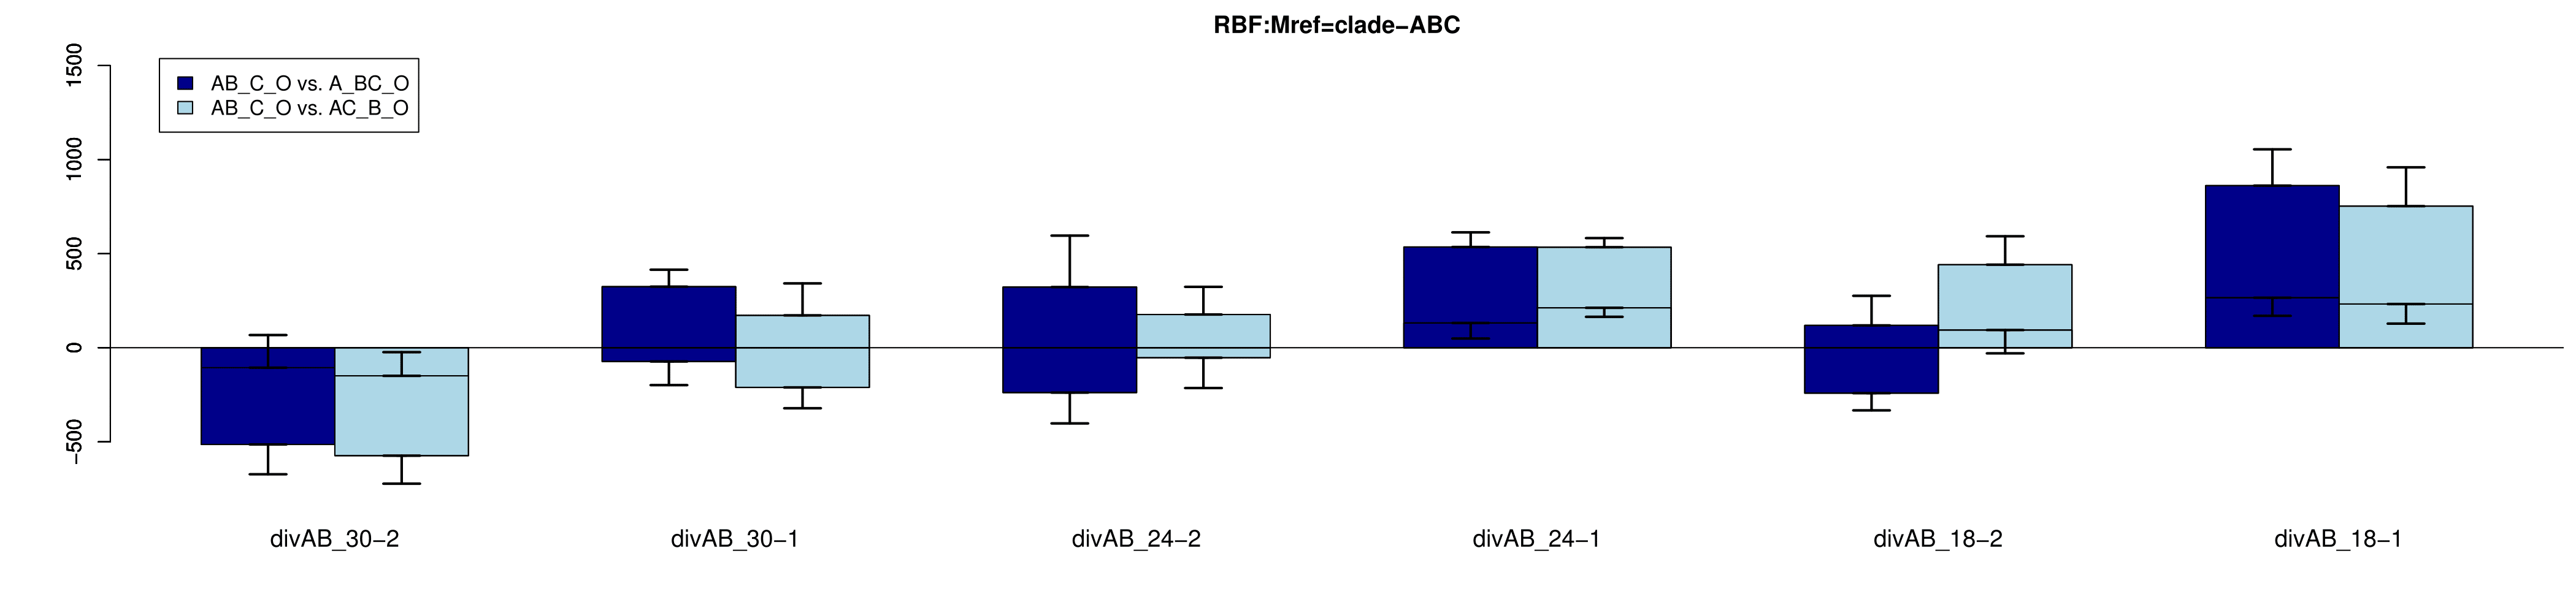 RBF:Mref=clade−ABC
1500
1000
500
0
−500
AB_C_O vs. A_BC_O
AB_C_O vs. AC_B_O
divAB_30−2
divAB_30−1
divAB_24−2
divAB_24−1
divAB_18−2
divAB_18−1